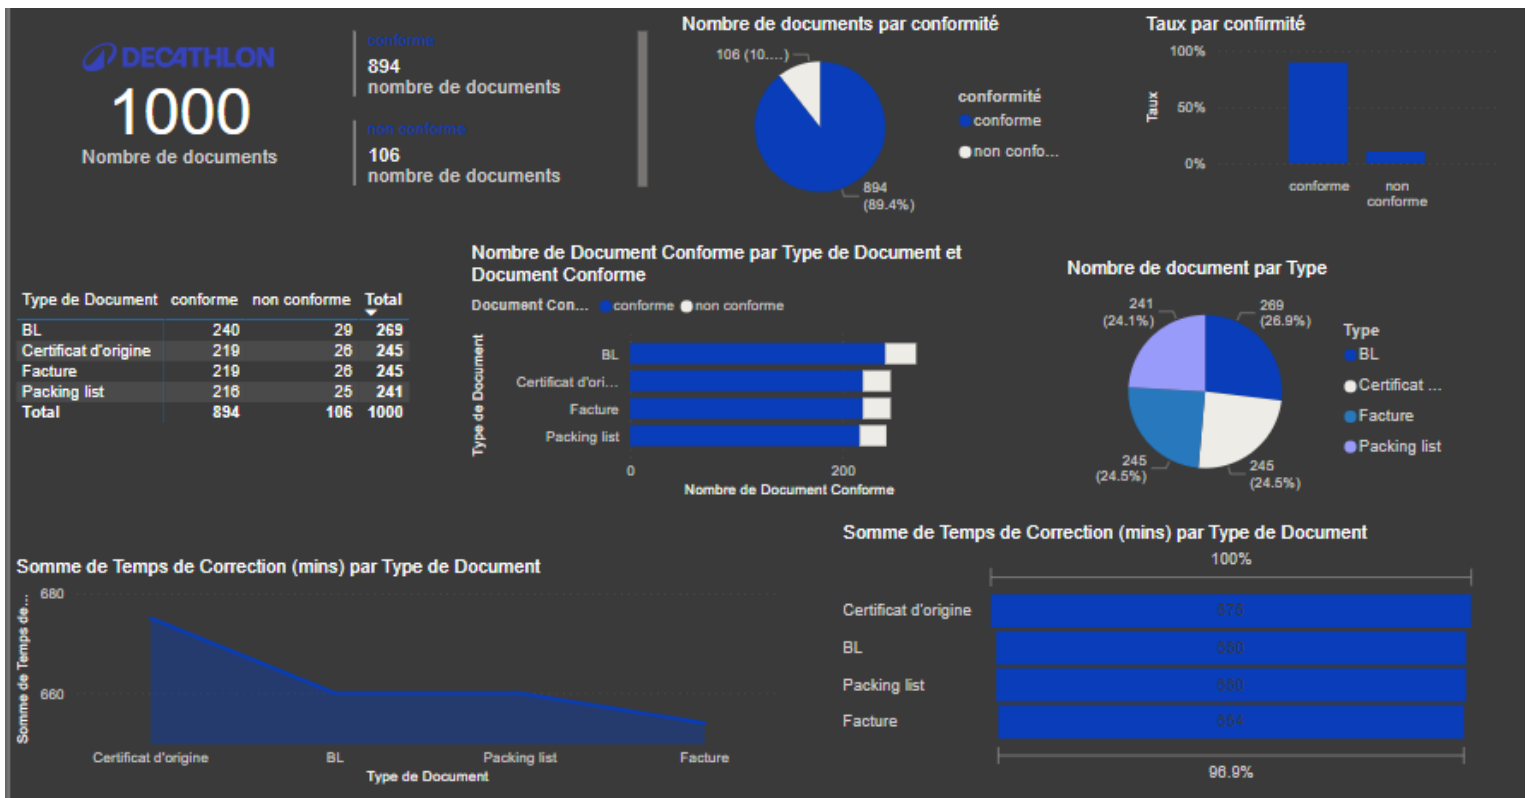 DECATHLON
1000
Nombre de documents
conforme
894
nombre de documents
non conforme
106
nombre de documents
Nombre de documents par conformité
106 (10....)
894
(89.4%)
conformité
conforme
non confo...
Taux par confirmité
Taux
100%
50%
0%
conforme
non
conforme
Type de Document conforme non conforme Total
BL 240 29 269
Certificat d'origine 219 26 245
Facture 219 26 245
Packing list 216 25 241
Total 894 106 1000
Nombre de Document Conforme par Type de Document et
Document Conforme
Document Con... conforme non conforme
Type de Document
BL
Certificat d'ori...
Facture
Packing list
0 200
Nombre de Document Conforme
Nombre de document par Type
241
(24.1%)
269
(26.9%)
245
(24.5%)
245
(24.5%)
Type
BL
Certificat ...
Facture
Packing list
Somme de Temps de Correction (mins) par Type de Document
Somme de Temps de...
680
660
Certificat d'origine BL Packing list Facture
Type de Document
Somme de Temps de Correction (mins) par Type de Document
100%
Certificat d'origine 675
BL 660
Packing list 660
Facture 654
96.9%